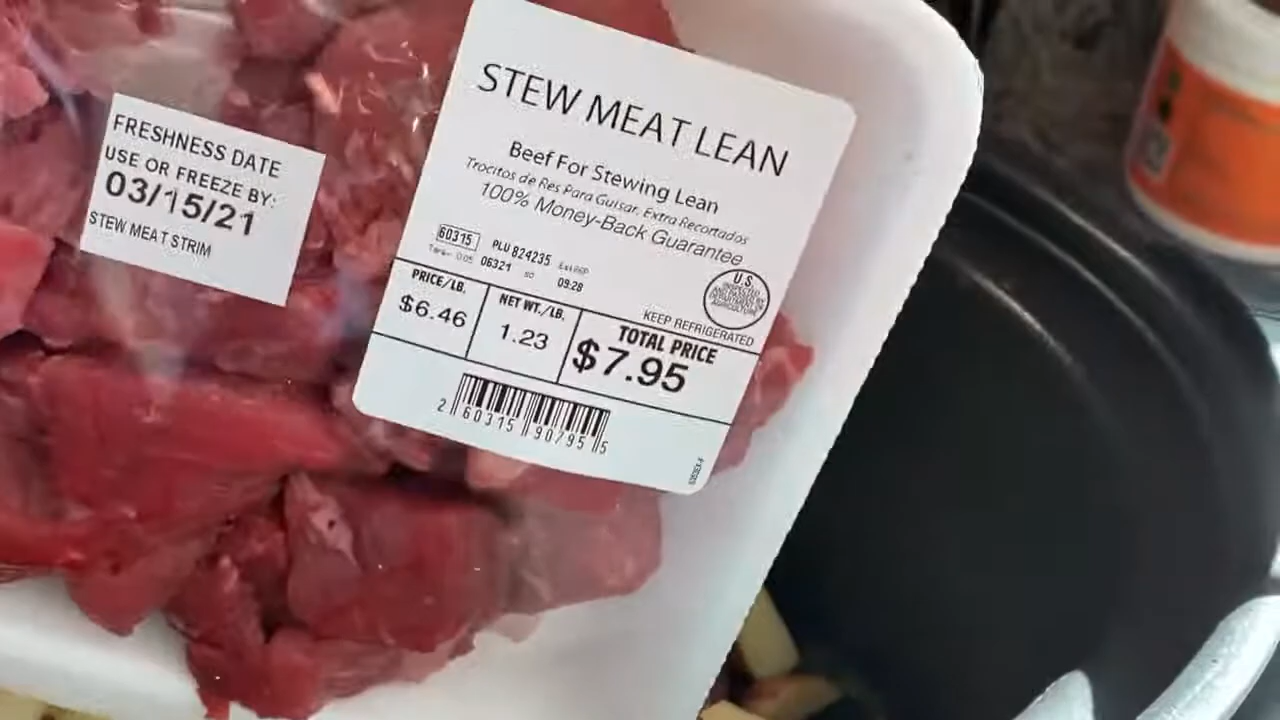 FRESHNESS DATE
USE OR FREEZE BY:
03/15/21
STEW MEAT STRIM
STEW MEAT LEAN
Beef For Stewing Lean
Trocitos de Res Para Guisar, Extra Recortados
100% Money-Back Guarantee
60315 PLU 824235
06321 09:28
U.S.
INSPECTED
KEEP REFRIGERATED
PRICE/LB. NET WT./LB. TOTAL PRICE
$6.46 1.23 $7.95
2 60315 90795 5